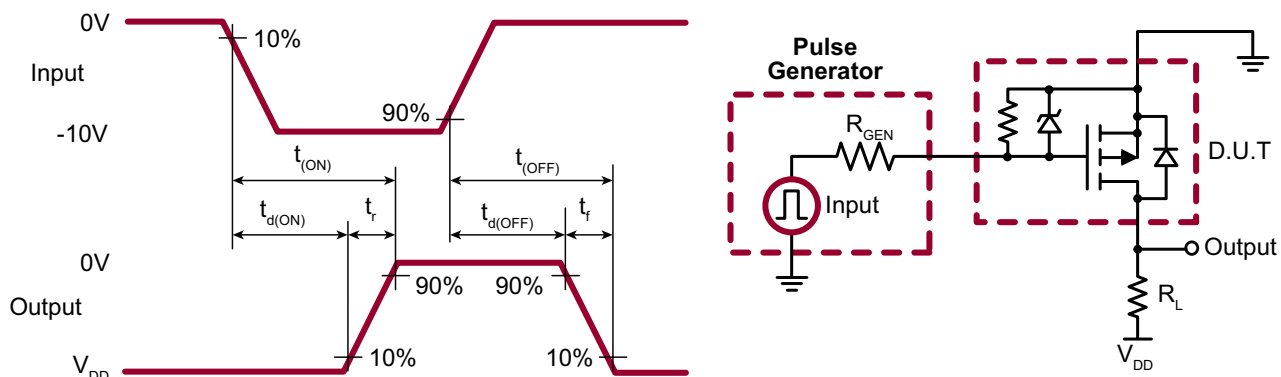 0V
10%
Input
90%
-10V
t(ON)
t(OFF)
td(ON)
tr
td(OFF)
tf
0V
90%
90%
Output
10%
10%
VDD
Pulse
Generator
RGEN
Input
D.U.T
Output
RL
VDD